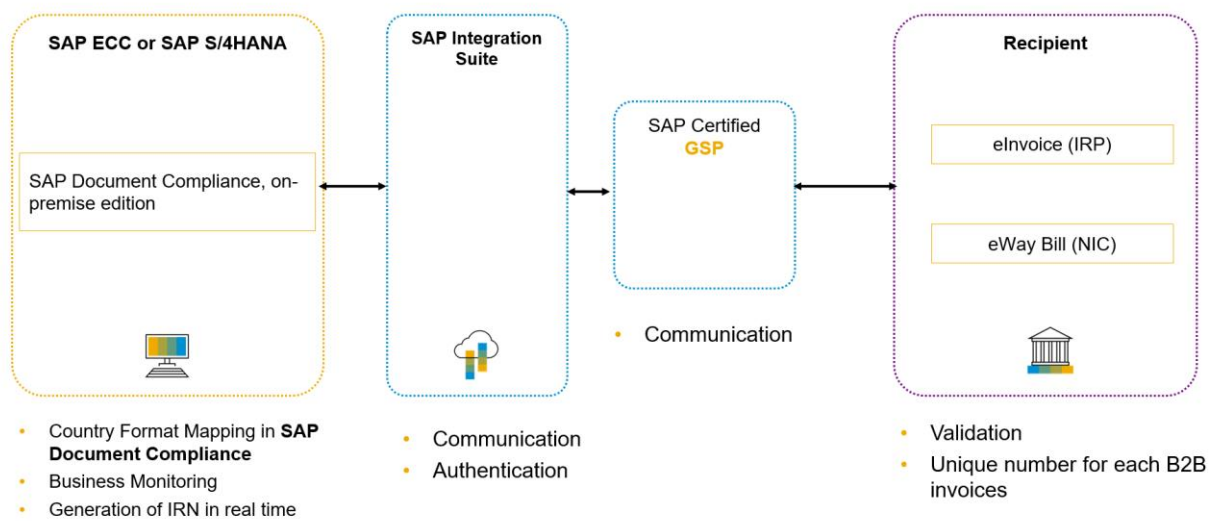 SAP ECC or SAP S/4HANA
SAP Document Compliance, on-
premise edition
• Country Format Mapping in SAP
Document Compliance
• Business Monitoring
• Generation of IRN in real time
SAP Integration
Suite
• Communication
• Authentication
SAP Certified
GSP
• Communication
Recipient
eInvoice (IRP)
eWay Bill (NIC)
• Validation
• Unique number for each B2B
invoices